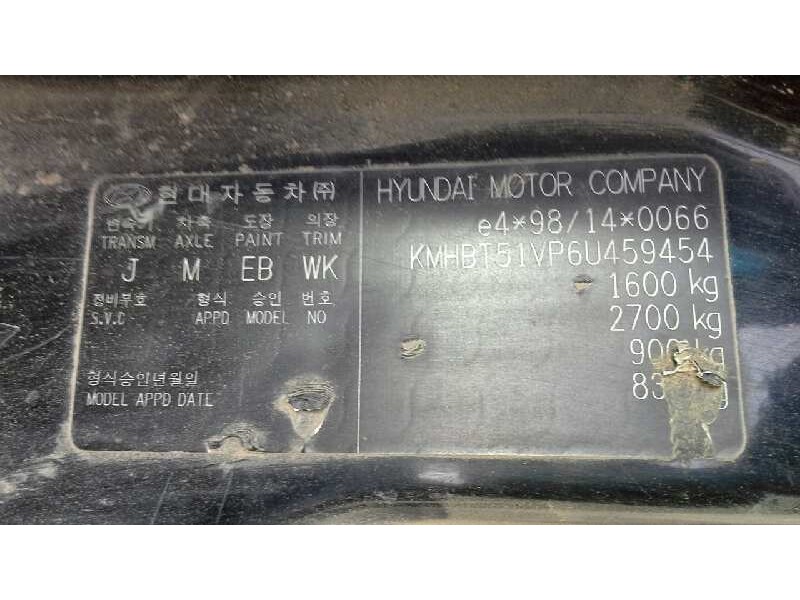 현대자동차㈜
변속기 차축 도장 의장
TRANSM AXLE PAINT TRIM
J M EB WK
정비부호 형식 승인 번호
S.V.C APPD MODEL NO
형식승인년월일
MODEL APPD DATE
HYUNDAI MOTOR COMPANY
e4*98/14*0066
KMHBT51VP6U459454
1600 kg
2700 kg